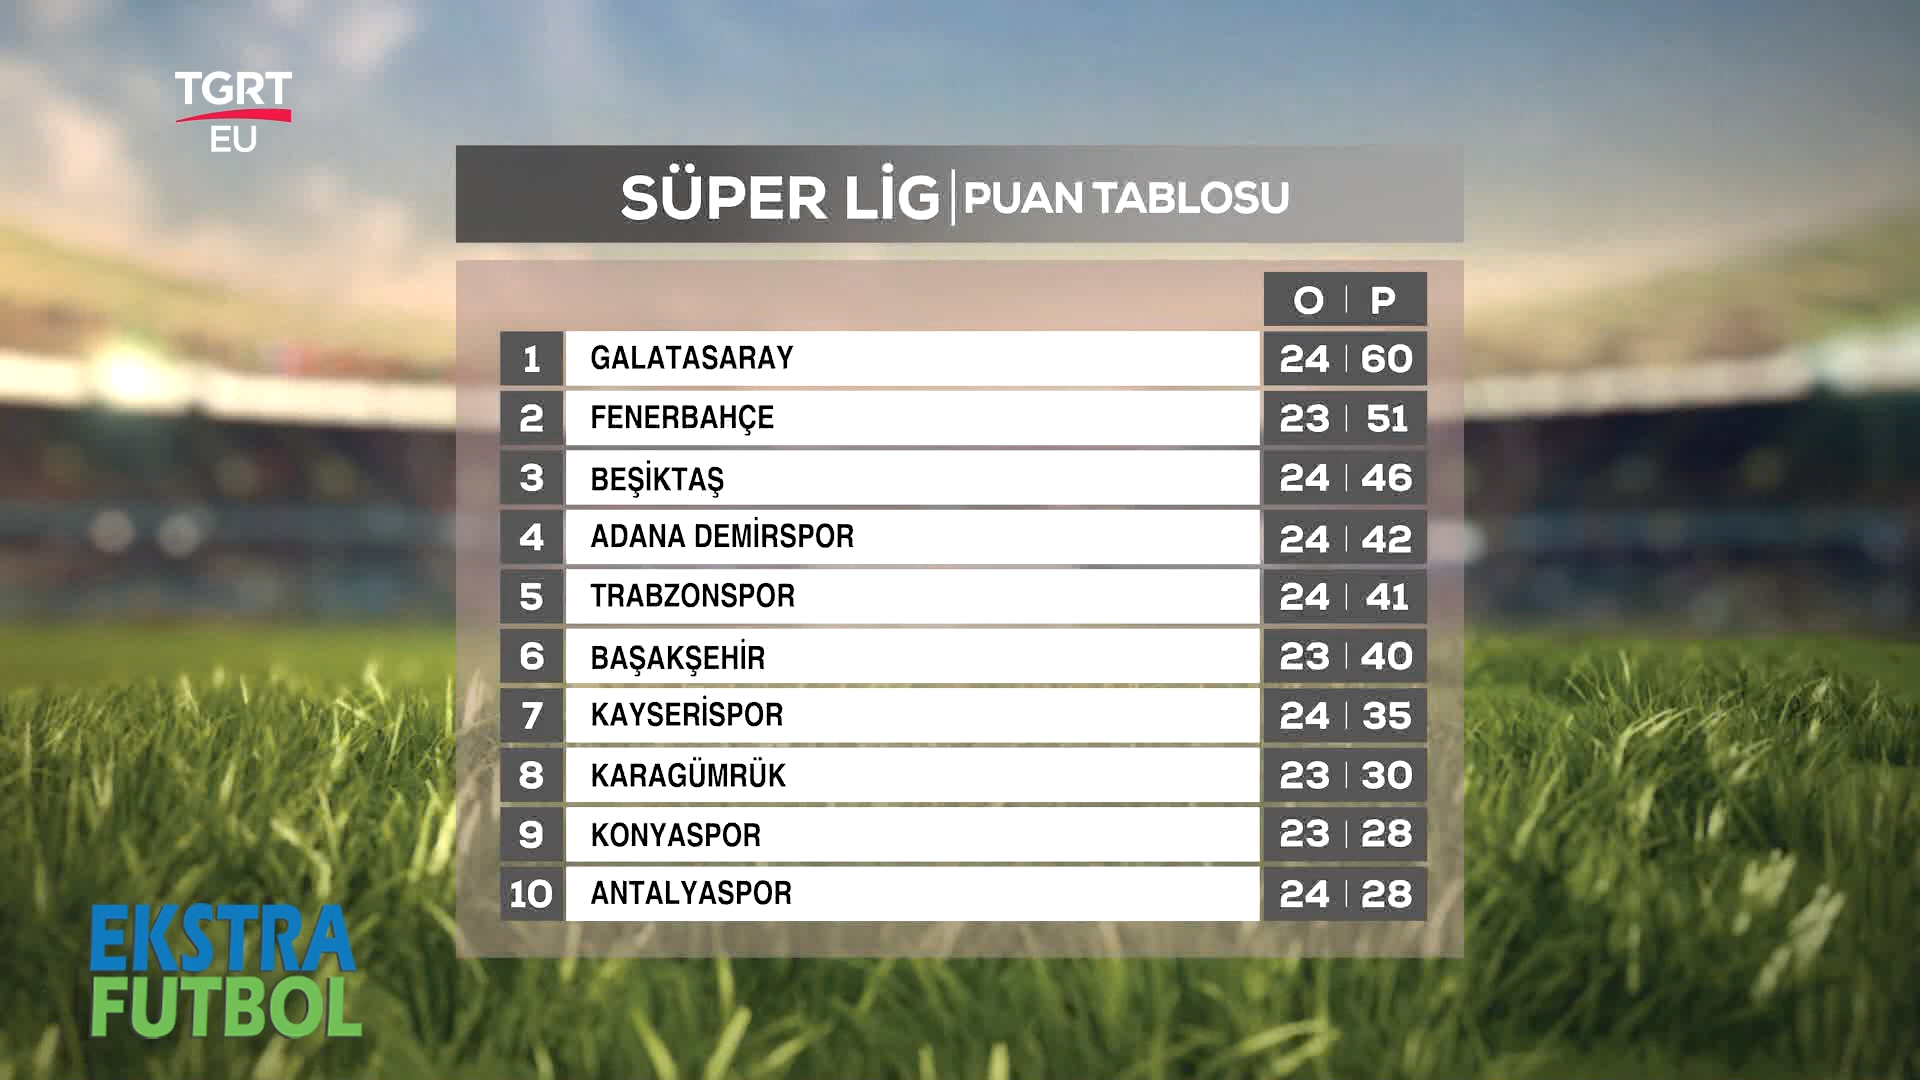 TGRT
EU
SÜPER LİG | PUAN TABLOSU
O | P
1 GALATASARAY 24 | 60
2 FENERBAHÇE 23 | 51
3 BEŞİKTAŞ 24 | 46
4 ADANA DEMİRSPOR 24 | 42
5 TRABZONSPOR 24 | 41
6 BAŞAKŞEHİR 23 | 40
7 KAYSERİSPOR 24 | 35
8 KARAGÜMRÜK 23 | 30
9 KONYASPOR 23 | 28
10 ANTALYASPOR 24 | 28
EKSTRA
FUTBOL